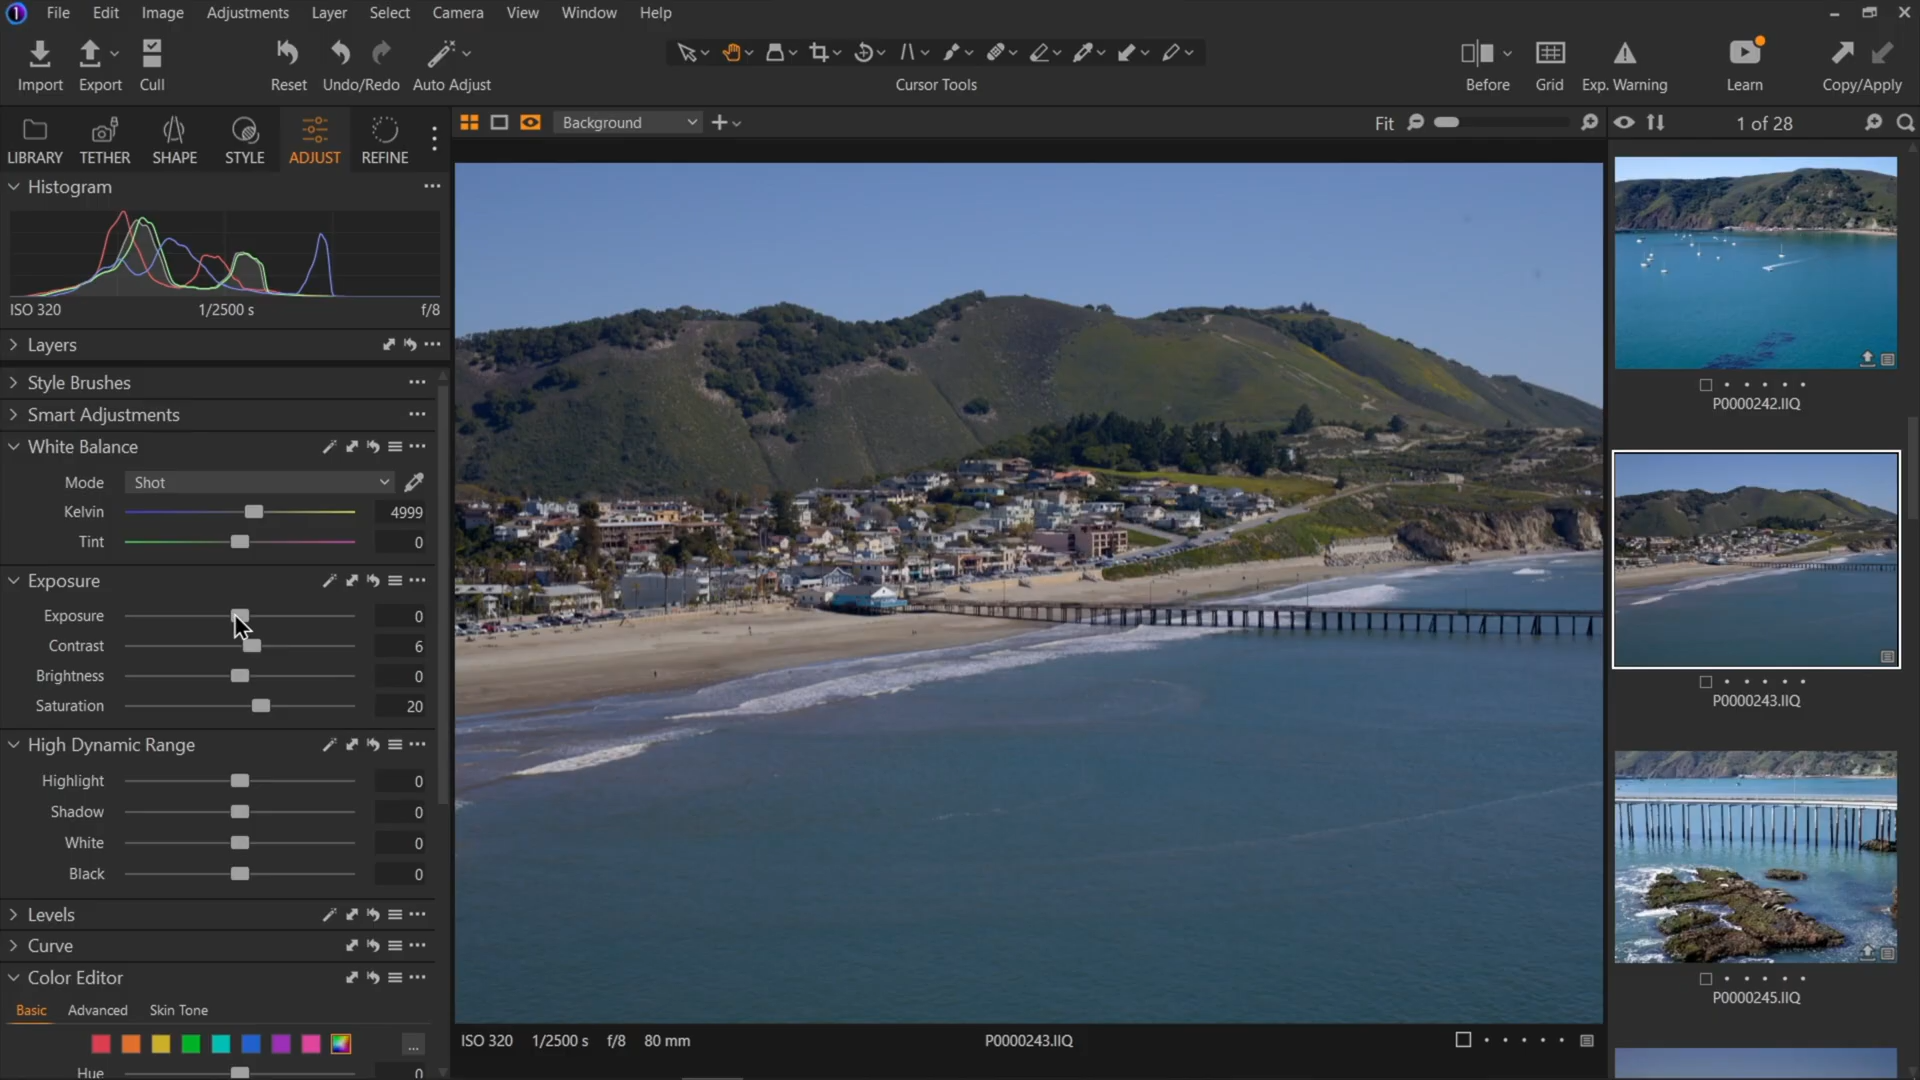 File Edit Image Adjustments Layer Select Camera View Window Help
Import Export Cull Reset Undo/Redo Auto Adjust Cursor Tools Before Grid Exp. Warning Learn Copy/Apply
LIBRARY TETHER SHAPE STYLE ADJUST REFINE
Background
Fit
1 of 28
Histogram
ISO 320 1/2500 s f/8
Layers
Style Brushes
Smart Adjustments
White Balance
Mode Shot
Kelvin 4999
Tint 0
Exposure
Exposure 0
Contrast 6
Brightness 0
Saturation 20
High Dynamic Range
Highlight 0
Shadow 0
White 0
Black 0
Levels
Curve
Color Editor
Basic Advanced Skin Tone
...
Hue 0
ISO 320 1/2500 s f/8 80 mm P0000243.IIQ
P0000242.IIQ
P0000243.IIQ
P0000245.IIQ